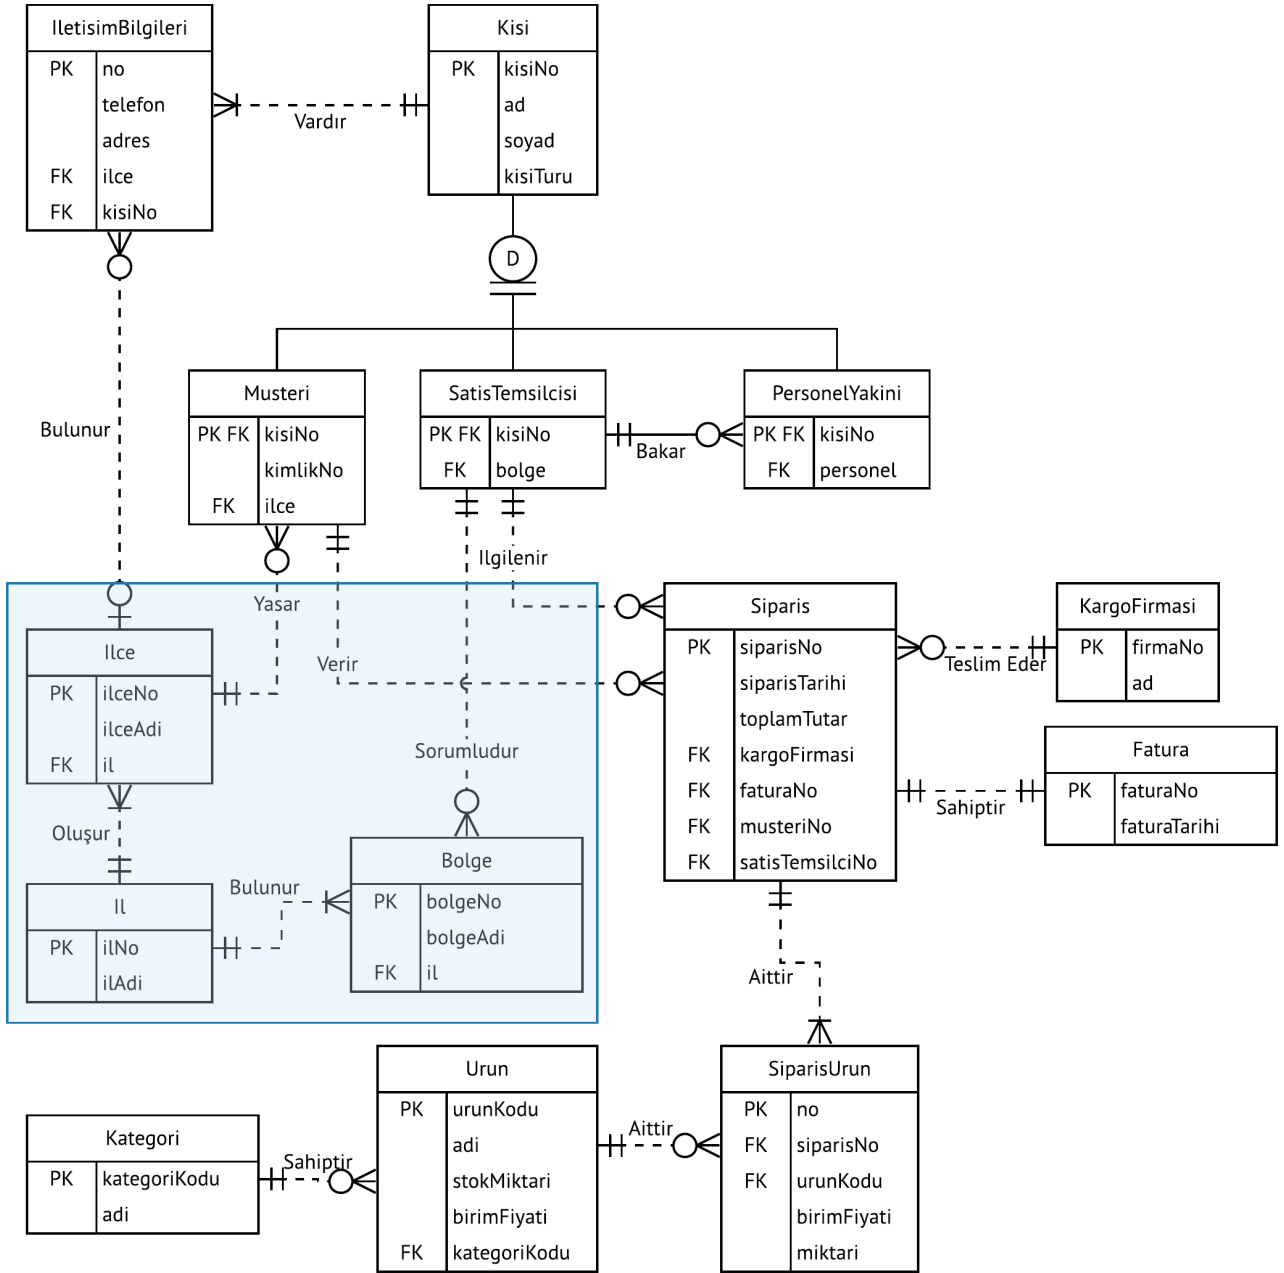 IletisimBilgileri
PK no
telefon
adres
FK ilce
FK kisiNo
Vardır
Kisi
PK kisiNo
ad
soyad
kisiTuru
D
Bulunur
Musteri
PK FK kisiNo
kimlikNo
FK ilce
SatisTemsilcisi
PK FK kisiNo
FK bolge
Bakar
PersonelYakini
PK FK kisiNo
FK personel
Ilgilenir
Yasar
Verir
Sorumludur
Ilce
PK ilceNo
ilceAdi
FK il
Oluşur
Il
PK ilNo
ilAdi
Bulunur
Bolge
PK bolgeNo
bolgeAdi
FK il
Siparis
PK siparisNo
siparisTarihi
toplamTutar
FK kargoFirmasi
FK faturaNo
FK musteriNo
FK satisTemsilciNo
Teslim Eder
KargoFirmasi
PK firmaNo
ad
Sahiptir
Fatura
PK faturaNo
faturaTarihi
Aittir
Kategori
PK kategoriKodu
adi
Sahiptir
Urun
PK urunKodu
adi
stokMiktari
birimFiyati
FK kategoriKodu
Aittir
SiparisUrun
PK no
FK siparisNo
FK urunKodu
birimFiyati
miktari